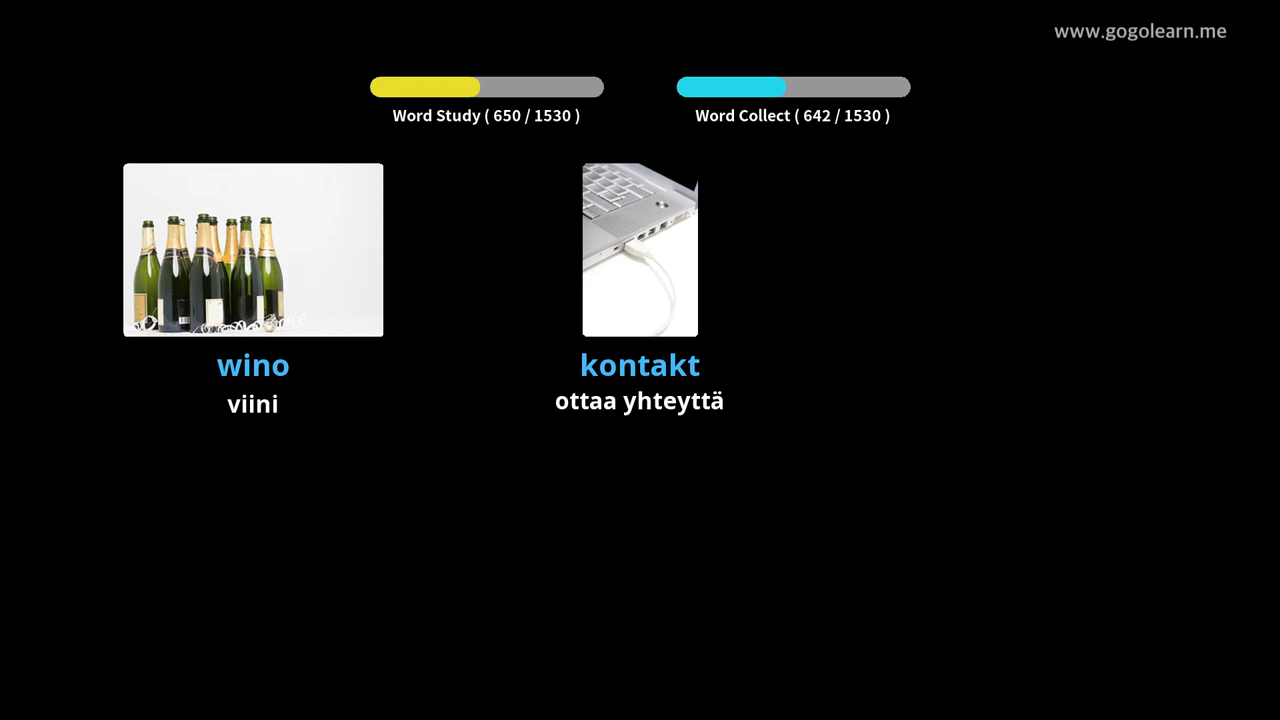 www.gogolearn.me
Word Study ( 650 / 1530 )
Word Collect ( 642 / 1530 )
wino
viini
kontakt
ottaa yhteyttä